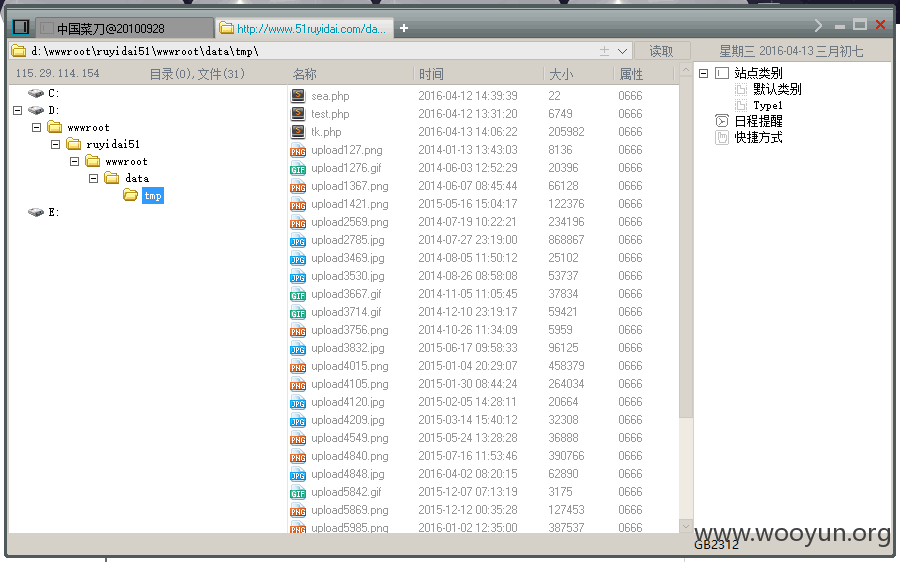 中国菜刀@20100928
http://www.51ruyidai.com/da...
+
d:\wwwroot\ruyidai51\wwwroot\data\tmp\
读取
星期三 2016-04-13 三月初七
115.29.114.154 目录(0),文件(31)
名称 时间 大小 属性
C:
D:
wwwroot
ruyidai51
wwwroot
data
tmp
E:
sea.php 2016-04-12 14:39:39 22 0666
test.php 2016-04-12 13:31:20 6749 0666
tk.php 2016-04-13 14:06:22 205982 0666
upload127.png 2014-01-13 13:43:03 8136 0666
upload1276.gif 2014-06-03 12:52:29 20396 0666
upload1367.png 2014-06-07 08:45:44 66128 0666
upload1421.png 2015-05-16 15:04:17 122376 0666
upload2569.png 2014-07-19 10:22:21 234196 0666
upload2785.jpg 2014-07-27 23:19:00 868867 0666
upload3469.jpg 2014-08-05 11:50:12 25102 0666
upload3530.jpg 2014-08-26 08:58:08 53737 0666
upload3667.gif 2014-11-05 11:05:45 37834 0666
upload3714.gif 2014-12-10 23:19:17 59421 0666
upload3756.png 2014-10-26 11:34:09 5959 0666
upload3832.jpg 2015-06-17 09:58:33 96125 0666
upload4015.png 2015-01-04 20:29:07 458379 0666
upload4105.png 2015-01-30 08:44:24 264034 0666
upload4120.jpg 2015-02-05 14:28:11 20664 0666
upload4209.jpg 2015-03-14 15:40:12 32308 0666
upload4549.png 2015-05-24 13:28:28 36888 0666
upload4840.png 2015-07-16 11:53:46 390766 0666
upload4848.jpg 2016-04-02 08:20:15 62890 0666
upload5842.gif 2015-12-07 07:13:19 3175 0666
upload5869.png 2015-12-12 00:35:28 127453 0666
upload5985.png 2016-01-02 12:35:00 387537 0666
站点类别
默认类别
Type1
日程提醒
快捷方式
www.wooyun.org
GB2312